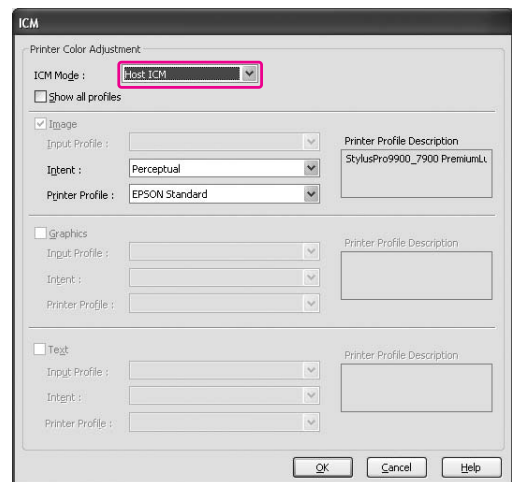 ICM
Printer Color Adjustment
ICM Mode : Host ICM
Show all profiles
Image
Input Profile :
Printer Profile Description
Intent : Perceptual
StylusPro9900_7900 PremiumLu
Printer Profile : EPSON Standard
Graphics
Input Profile :
Printer Profile Description
Intent :
Printer Profile :
Text
Input Profile :
Printer Profile Description
Intent :
Printer Profile :
OK Cancel Help